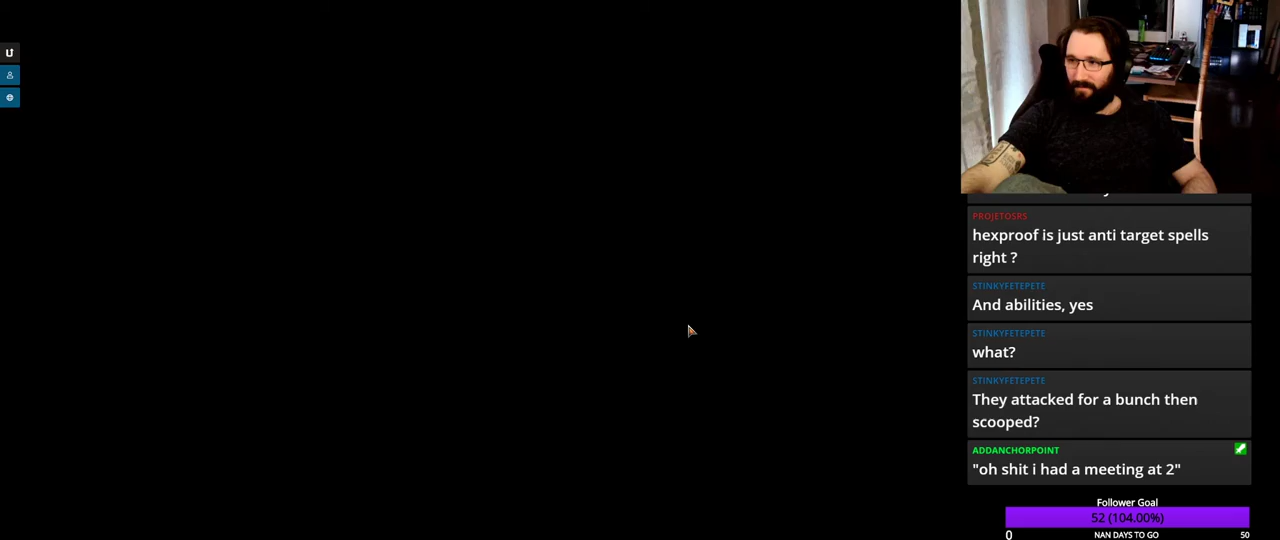 PROJETOSRS
hexproof is just anti target spells
right ?
STINKYFETEPETE
And abilities, yes
STINKYFETEPETE
what?
STINKYFETEPETE
They attacked for a bunch then
scooped?
ADDANCHORPOINT
"oh shit i had a meeting at 2"
Follower Goal
52 (104.00%)
0 NAN DAYS TO GO 50